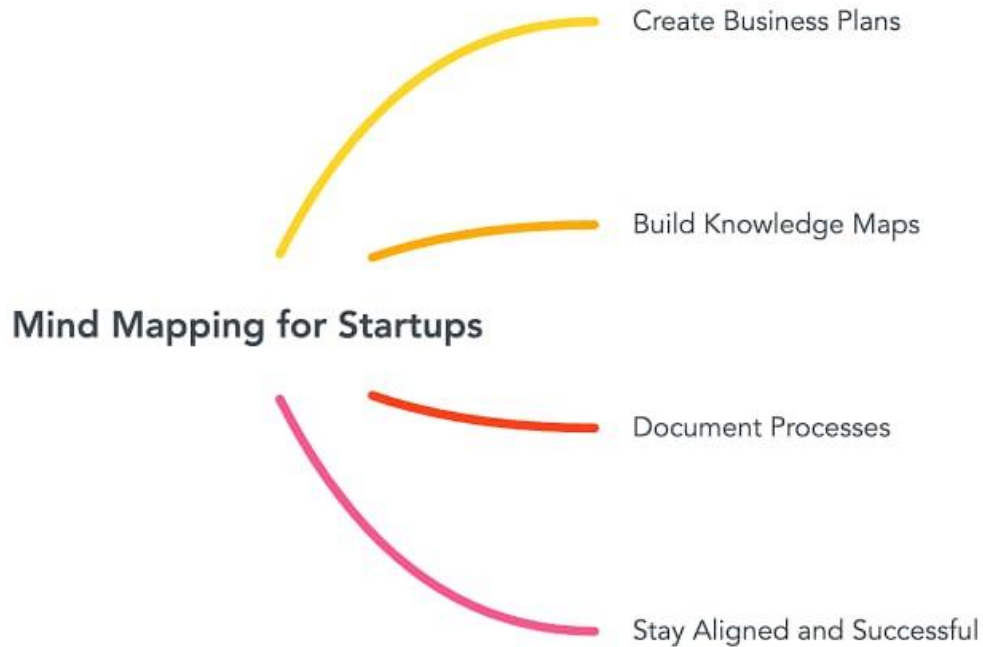 Create Business Plans
Build Knowledge Maps
Mind Mapping for Startups
Document Processes
Stay Aligned and Successful